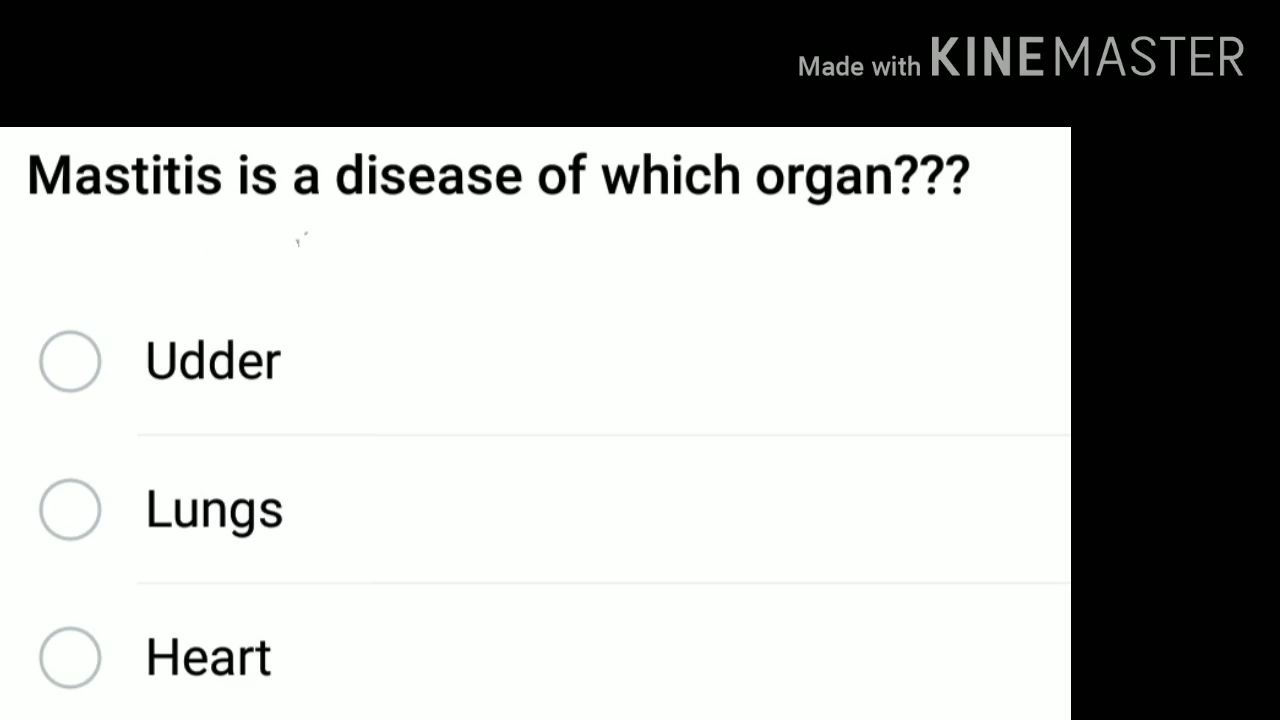 Made with KINEMASTER
Mastitis is a disease of which organ???
Udder
Lungs
Heart